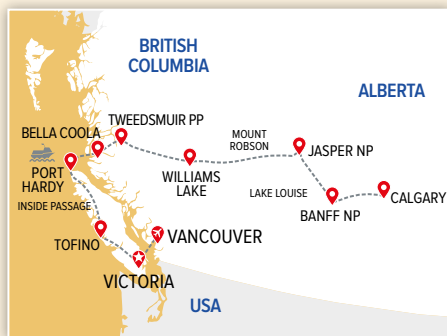 BRITISH
COLUMBIA
ALBERTA
TWEEDSMUIR PP
BELLA COOLA
MOUNT
ROBSON
JASPER NP
PORT
HARDY
WILLIAMS
LAKE
LAKE LOUISE
CALGARY
BANFF NP
INSIDE PASSAGE
TOFINO
VANCOUVER
VICTORIA
USA